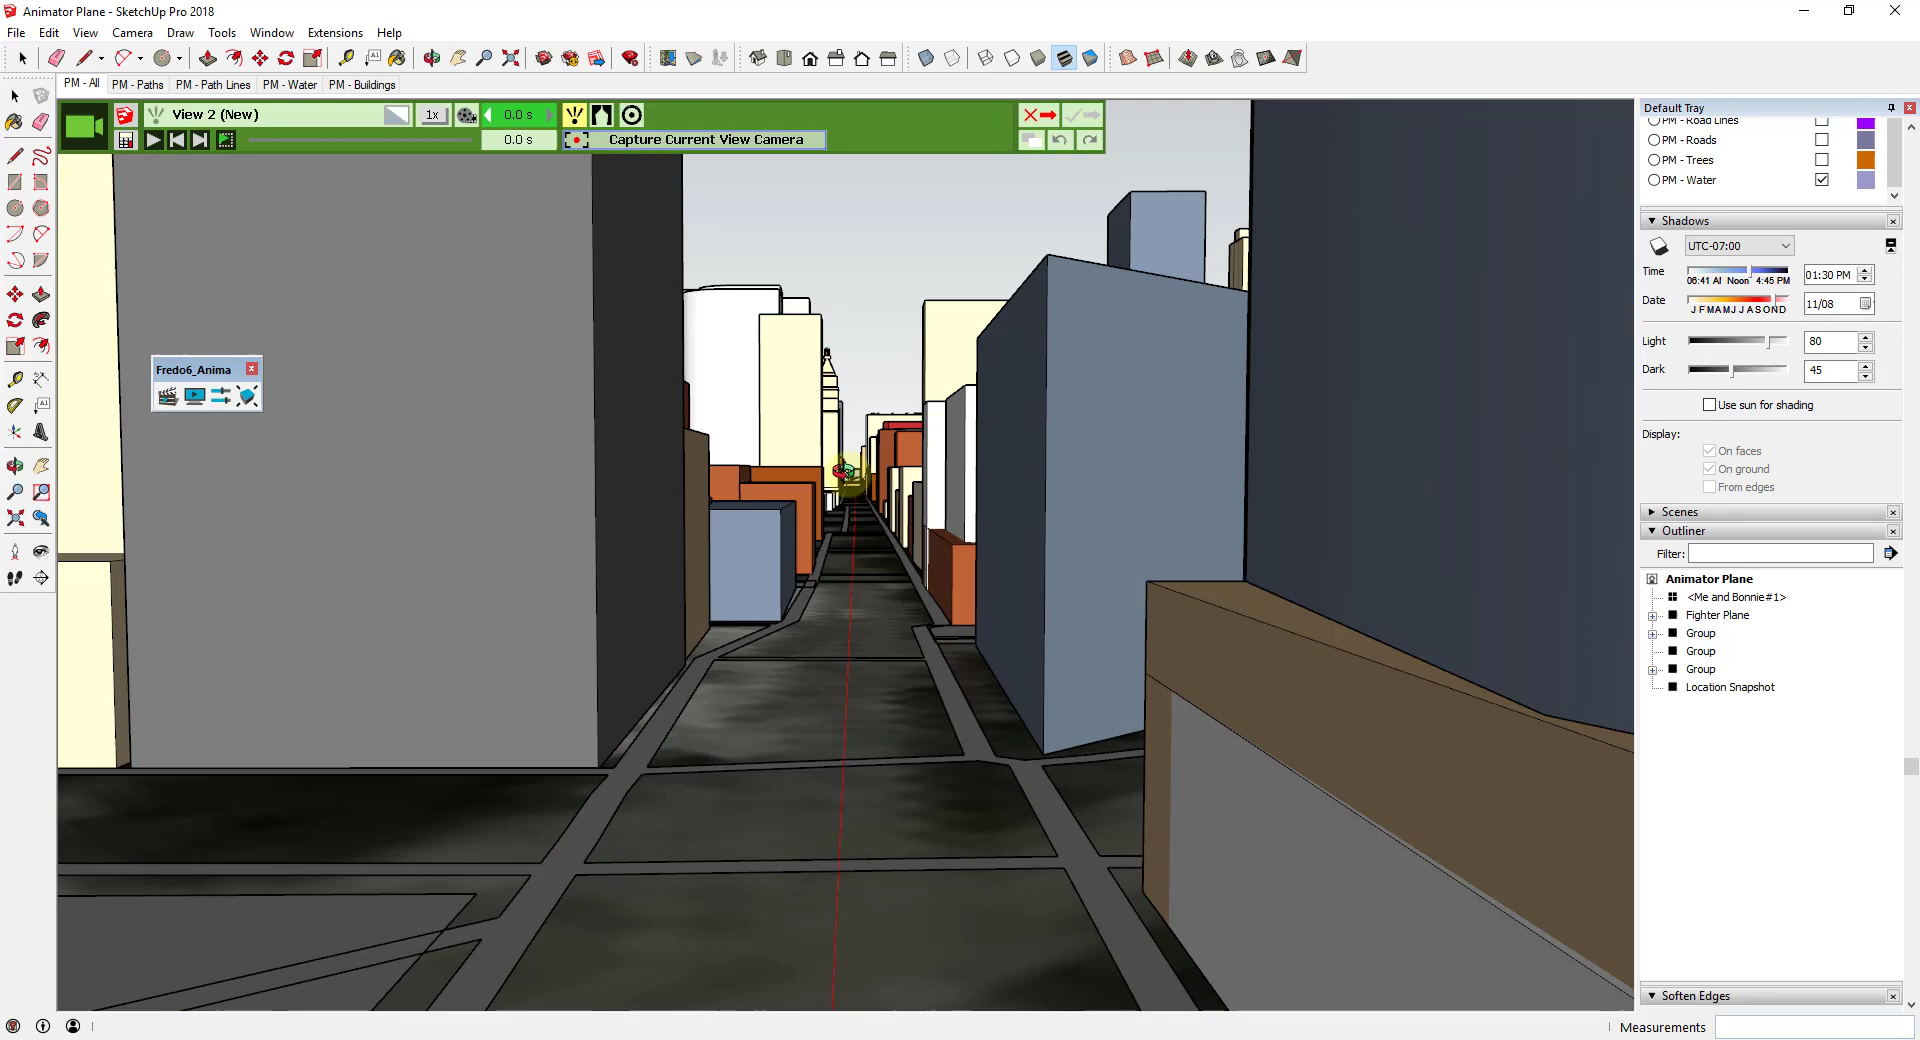 Animator Plane - SketchUp Pro 2018
File Edit View Camera Draw Tools Window Extensions Help
PM - All PM - Paths PM - Path Lines PM - Water PM - Buildings
View 2 (New) 1x 0.0 s
0.0 s Capture Current View Camera
Fredo6_Anima
Default Tray
PM - Road Lines
PM - Roads
PM - Trees
PM - Water
Shadows
UTC-07:00
Time 01:30 PM
06:41 AM Noon 4:45 PM
Date 11/08
J F M A M J J A S O N D
Light 80
Dark 45
Use sun for shading
Display:
On faces
On ground
From edges
Scenes
Outliner
Filter:
Animator Plane
<Me and Bonnie#1>
Fighter Plane
Group
Group
Group
Location Snapshot
Soften Edges
Measurements